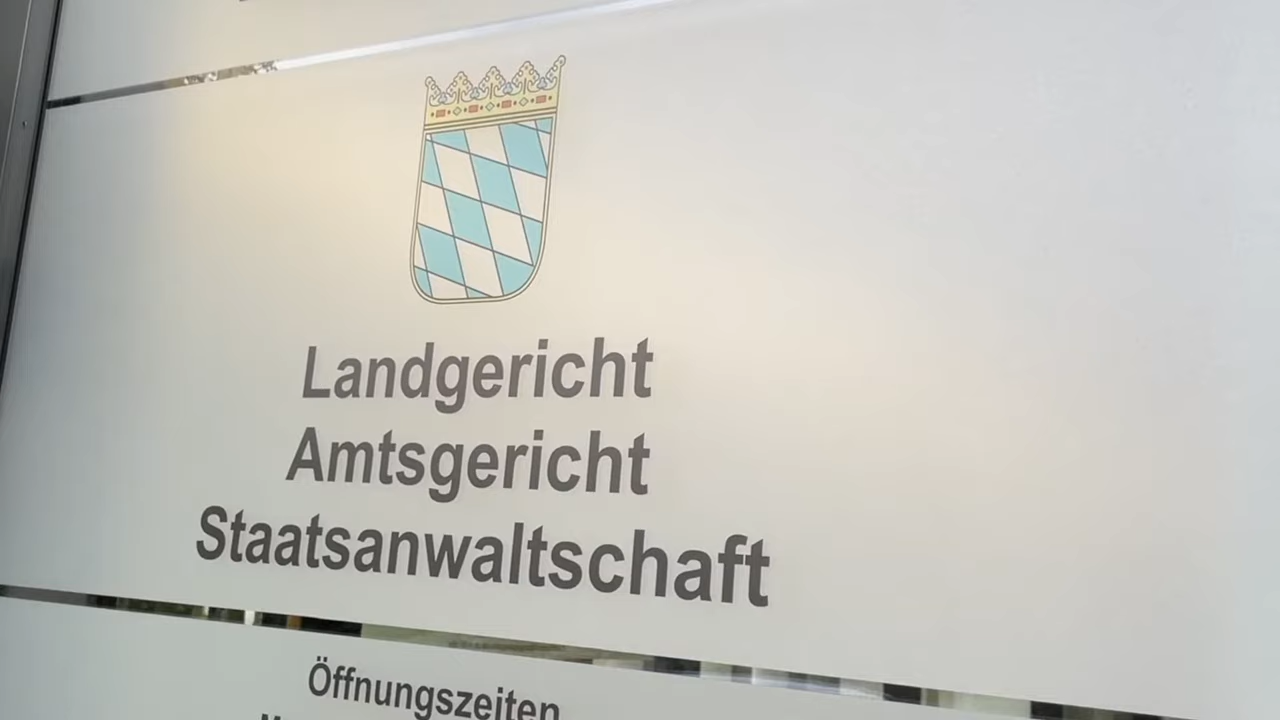 Landgericht
Amtsgericht
Staatsanwaltschaft
Öffnungszeiten